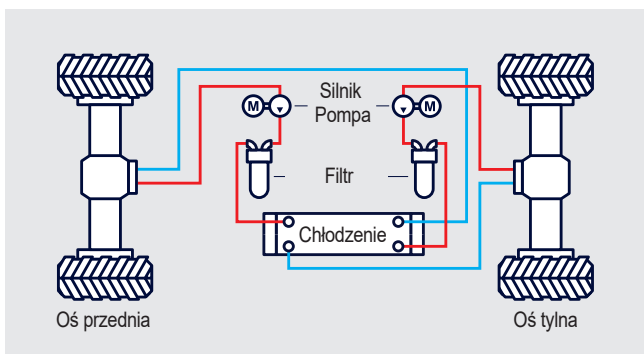 Silnik
M
M
Pompa
Filtr
Chłodzenie
Oś przednia
Oś tylna